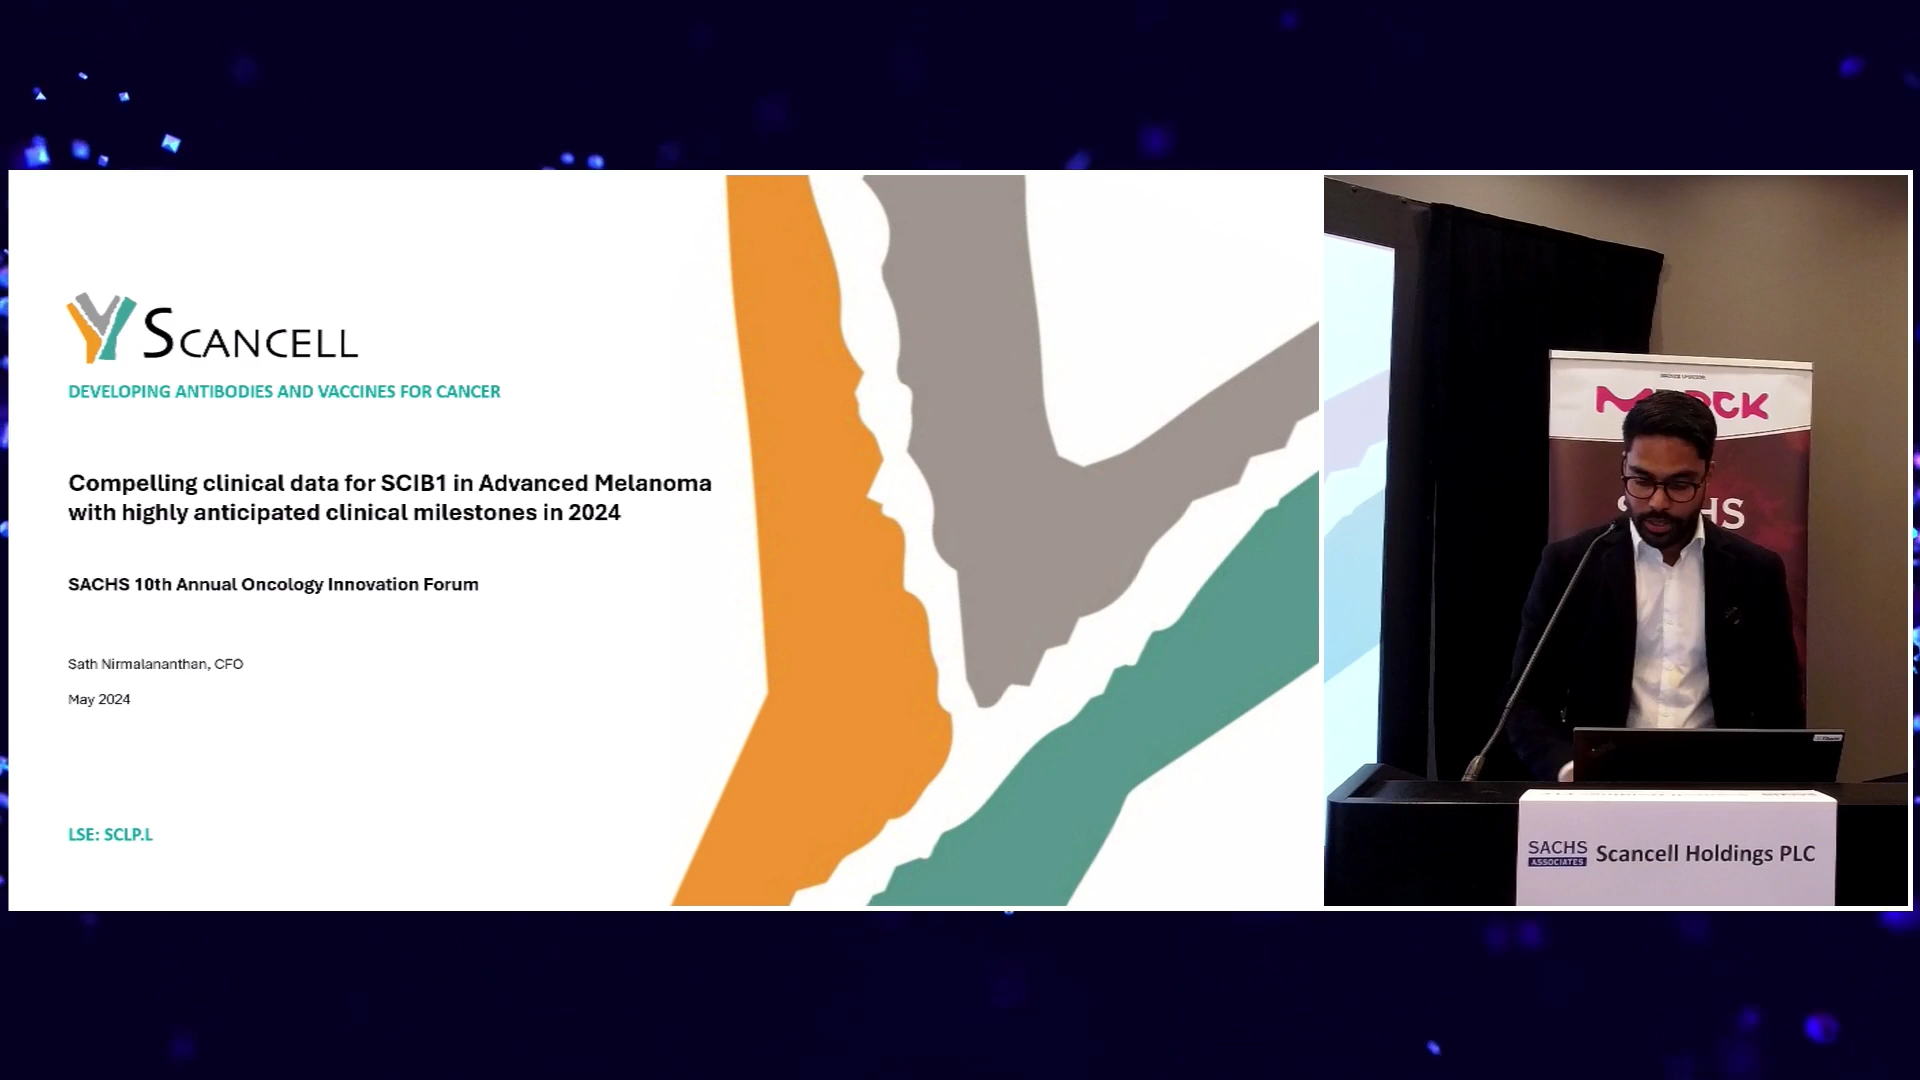 SCANCELL
DEVELOPING ANTIBODIES AND VACCINES FOR CANCER
Compelling clinical data for SCIB1 in Advanced Melanoma
with highly anticipated clinical milestones in 2024
SACHS 10th Annual Oncology Innovation Forum
Sath Nirmalananthan, CFO
May 2024
LSE: SCLP.L
SACHS
ASSOCIATES
Scancell Holdings PLC